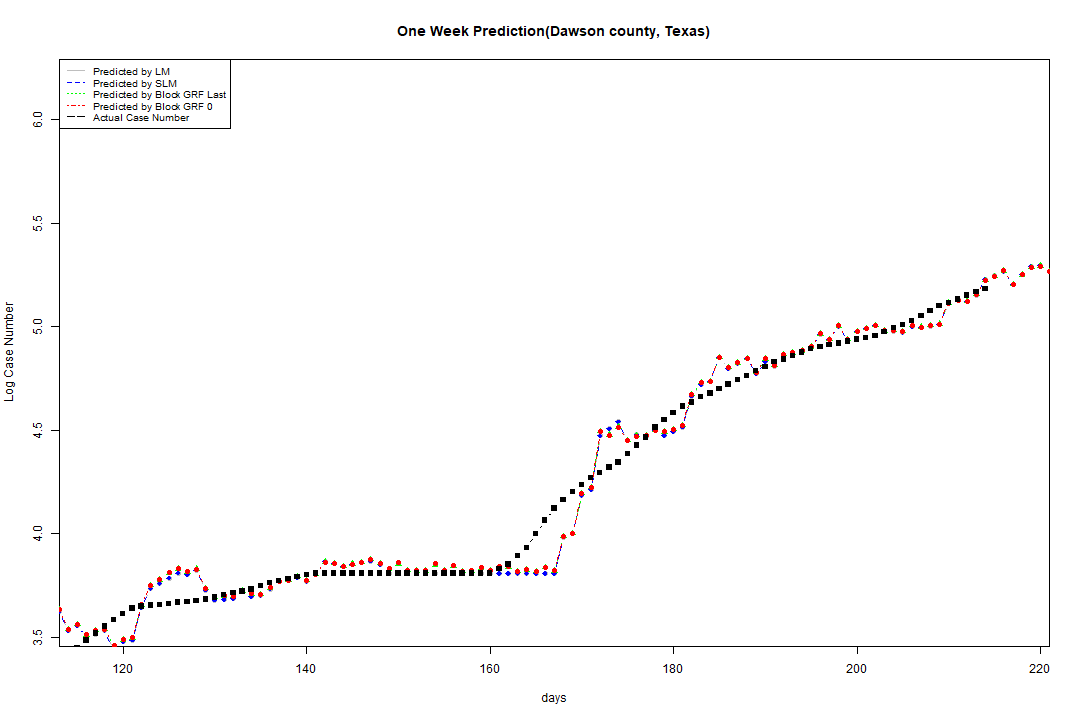 One Week Prediction(Dawson county, Texas)
Predicted by LM
Predicted by SLM
Predicted by Block GRF Last
Predicted by Block GRF 0
Actual Case Number
6.0
5.5
5.0
4.5
4.0
3.5
Log Case Number
120 140 160 180 200 220
days